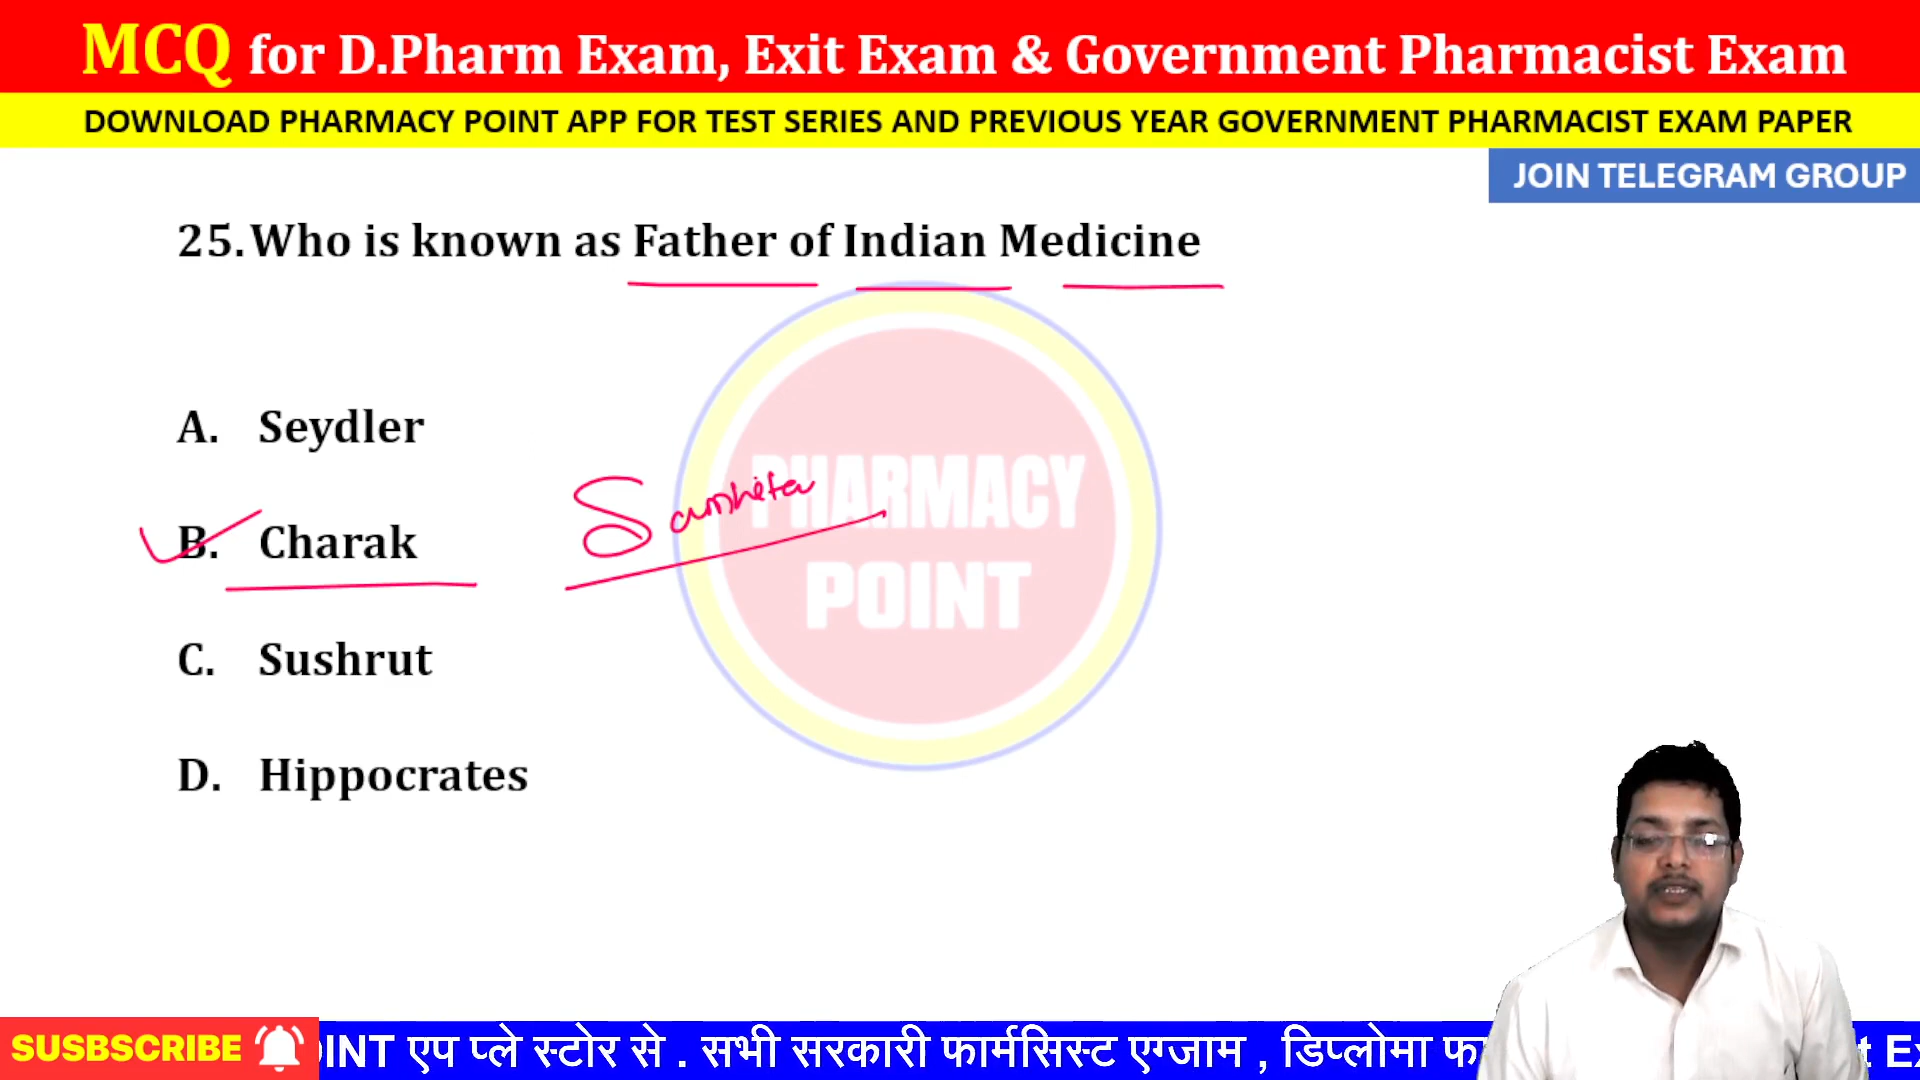 MCQ for D.Pharm Exam, Exit Exam & Government Pharmacist Exam
DOWNLOAD PHARMACY POINT APP FOR TEST SERIES AND PREVIOUS YEAR GOVERNMENT PHARMACIST EXAM PAPER
JOIN TELEGRAM GROUP
25. Who is known as Father of Indian Medicine
A. Seydler
B. Charak
Samhita
C. Sushrut
D. Hippocrates
PHARMACY
POINT
SUSBSCRIBE
OINT एप प्ले स्टोर से . सभी सरकारी फार्मसिस्ट एग्जाम , डिप्लोमा